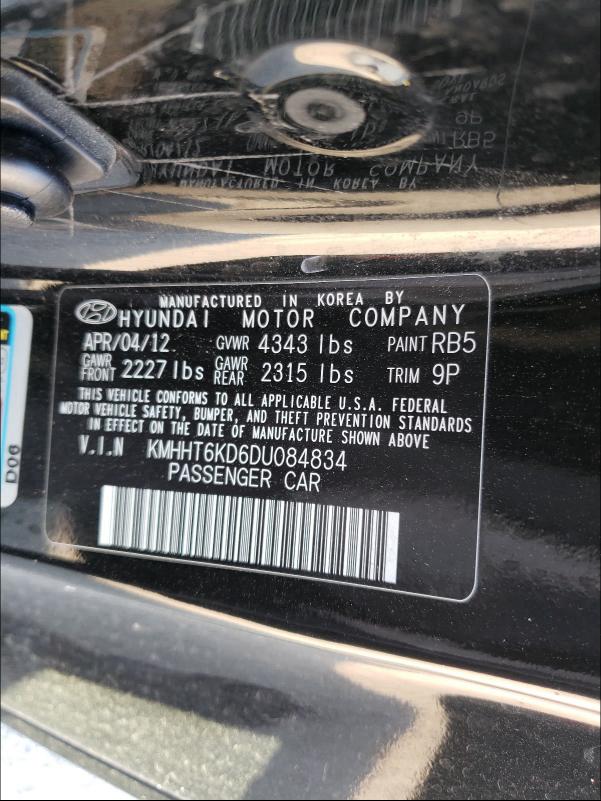 MANUFACTURED IN KOREA BY
HYUNDAI MOTOR COMPANY
APR/04/12 GVWR 4343 lbs PAINT RB5
GAWR FRONT 2227 lbs GAWR REAR 2315 lbs TRIM 9P
THIS VEHICLE CONFORMS TO ALL APPLICABLE U.S.A. FEDERAL
MOTOR VEHICLE SAFETY, BUMPER, AND THEFT PREVENTION STANDARDS
IN EFFECT ON THE DATE OF MANUFACTURE SHOWN ABOVE
V.I.N KMHHT6KD6DU084834
PASSENGER CAR
D06